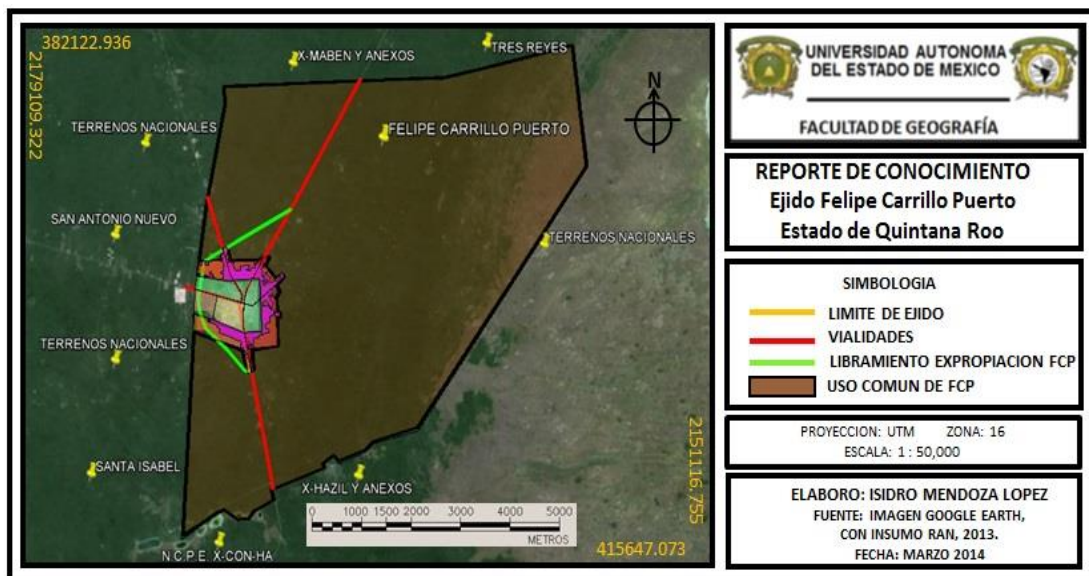 382122.936
2179109.322
X-MABEN Y ANEXOS
TRES REYES
N
TERRENOS NACIONALES
FELIPE CARRILLO PUERTO
SAN ANTONIO NUEVO
TERRENOS NACIONALES
TERRENOS NACIONALES
SANTA ISABEL
X-HAZIL Y ANEXOS
N.C.P.E. X-CON-HA
0 1000 1500 2000 3000 4000 5000
METROS
2151116.755
415647.073
UNIVERSIDAD AUTONOMA
DEL ESTADO DE MEXICO
FACULTAD DE GEOGRAFÍA
REPORTE DE CONOCIMIENTO
Ejido Felipe Carrillo Puerto
Estado de Quintana Roo
SIMBOLOGIA
LIMITE DE EJIDO
VIALIDADES
LIBRAMIENTO EXPROPIACION FCP
USO COMUN DE FCP
PROYECCION: UTM ZONA: 16
ESCALA: 1 : 50,000
ELABORO: ISIDRO MENDOZA LOPEZ
FUENTE: IMAGEN GOOGLE EARTH,
CON INSUMO RAN, 2013.
FECHA: MARZO 2014